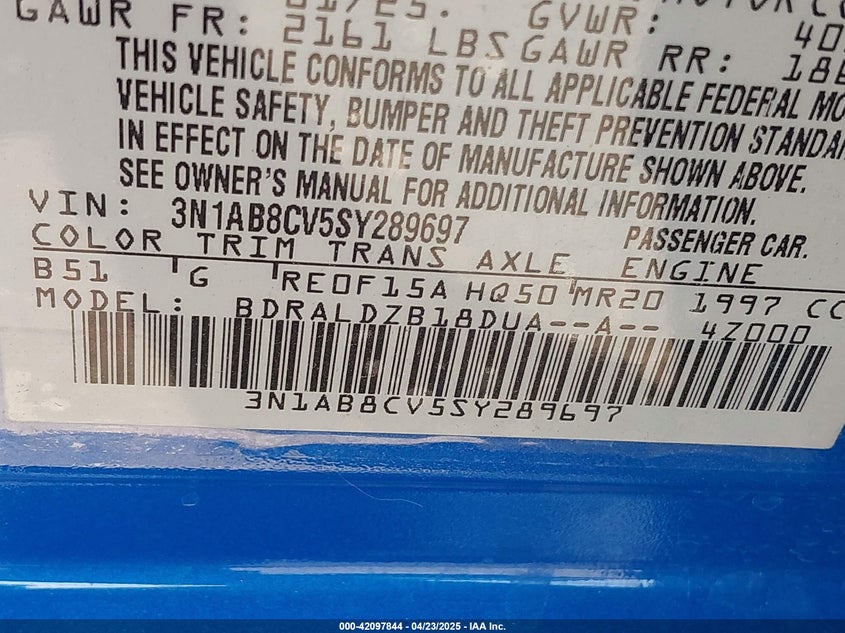 GVWR:
GAWR FR: 2161 LBS GAWR RR:
THIS VEHICLE CONFORMS TO ALL APPLICABLE FEDERAL
VEHICLE SAFETY, BUMPER AND THEFT PREVENTION
IN EFFECT ON THE DATE OF MANUFACTURE SHOWN ABOVE.
SEE OWNER'S MANUAL FOR ADDITIONAL INFORMATION.
VIN: 3N1AB8CV5SY289697 PASSENGER CAR.
COLOR TRIM TRANS AXLE ENGINE
B51 G RE0F15A HQ50 MR20 1997 CC
MODEL: BDRALDZB18DUA--A-- 4Z000
3N1AB8CV5SY289697
000-42097844 / 04/23/2025 - IAA Inc.